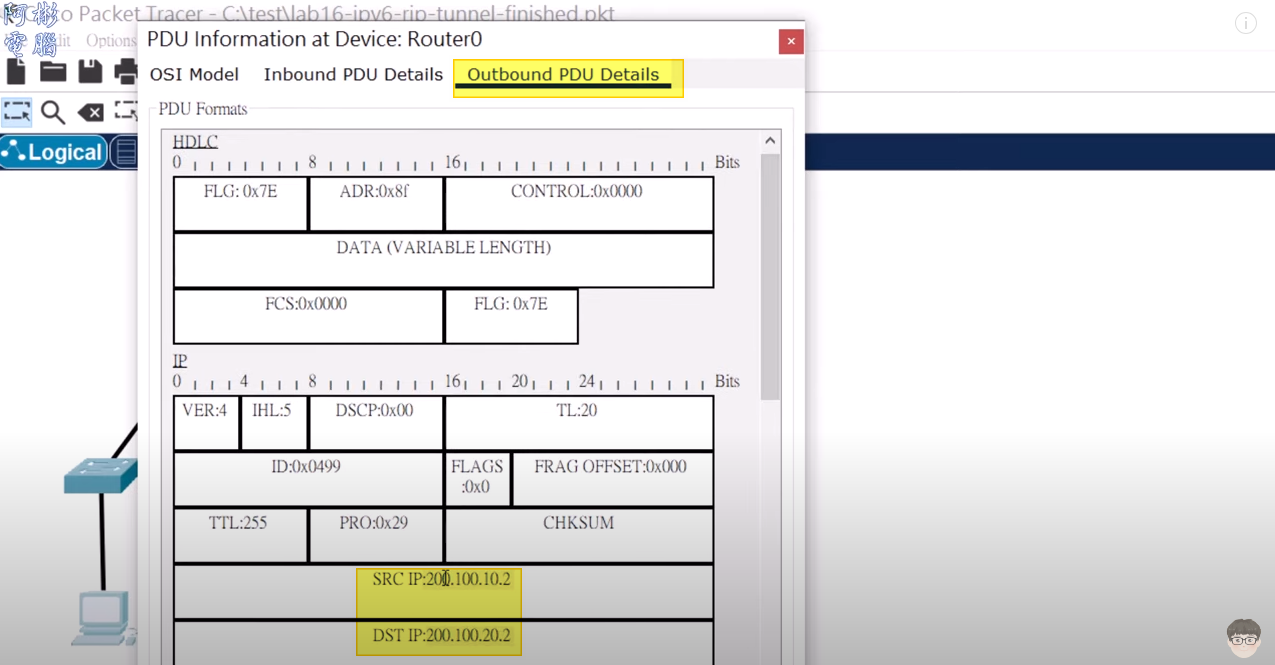 阿彬
電腦
Packet Tracer - C:\test\lab16-ipv6-rip-tunnel-finished.pkt
Options
PDU Information at Device: Router0
OSI Model Inbound PDU Details Outbound PDU Details
PDU Formats
Logical
HDLC
0 8 16 Bits
FLG: 0x7E ADR:0x8f CONTROL:0x0000
DATA (VARIABLE LENGTH)
FCS:0x0000 FLG: 0x7E
IP
0 4 8 16 20 24 Bits
VER:4 IHL:5 DSCP:0x00 TL:20
ID:0x0499 FLAGS FRAG OFFSET:0x000
:0x0
TTL:255 PRO:0x29 CHKSUM
SRC IP:200.100.10.2
DST IP:200.100.20.2